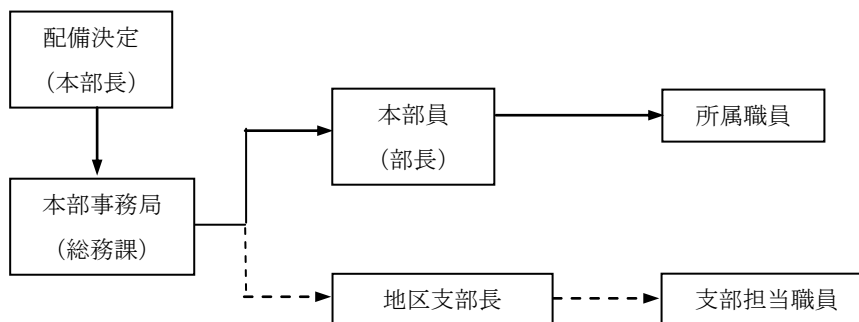 配備決定
（本部長）
本部事務局
（総務課）
本部員
（部長）
所属職員
地区支部長
支部担当職員